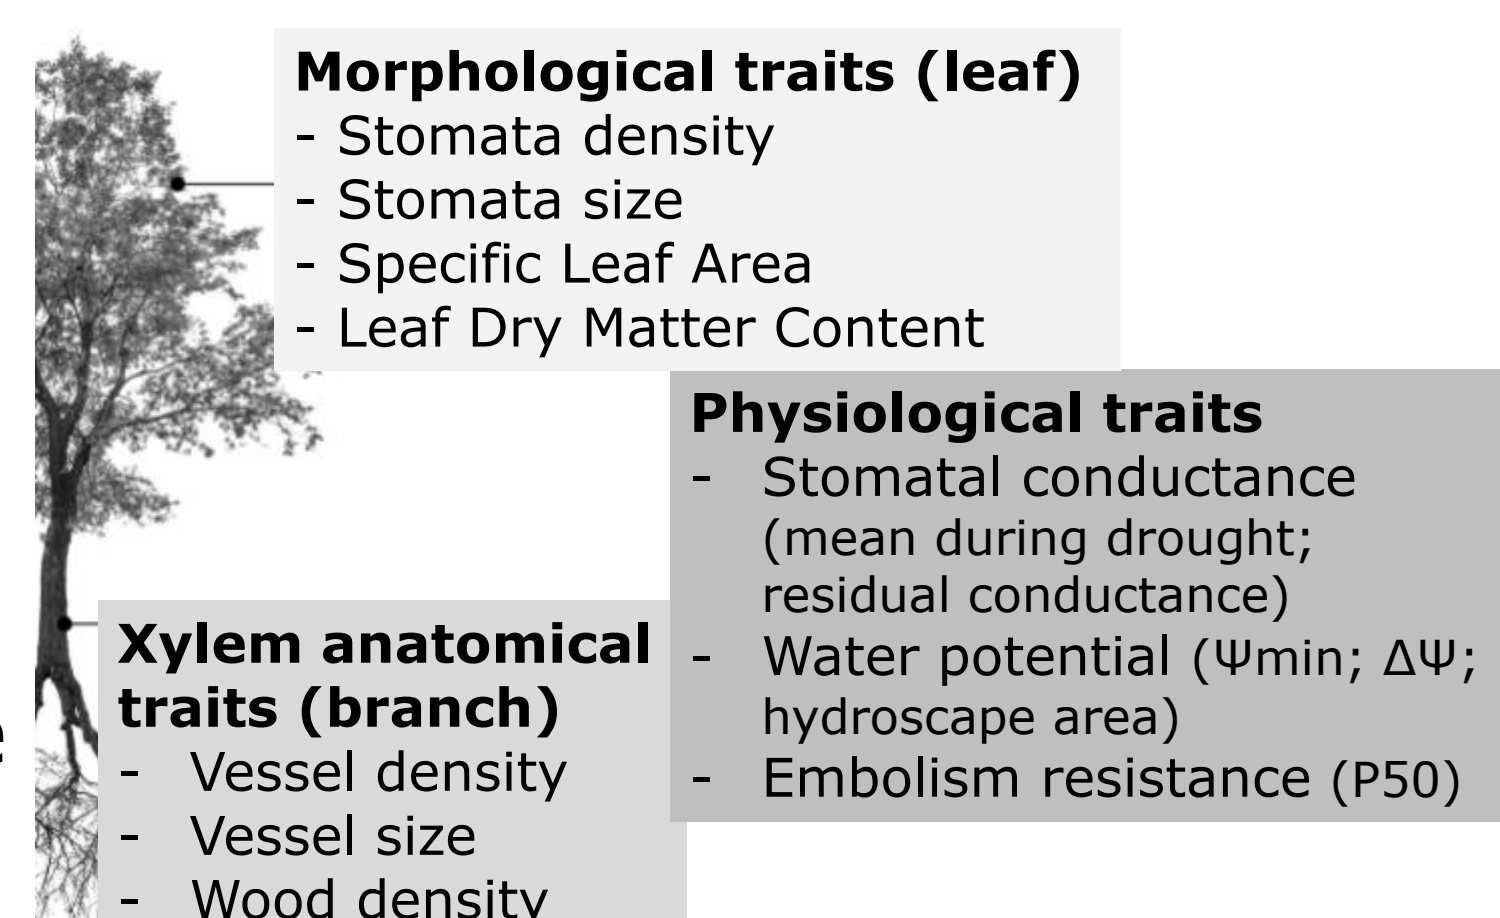 Morphological traits (leaf)
- Stomata density
- Stomata size
- Specific Leaf Area
- Leaf Dry Matter Content
Physiological traits
- Stomatal conductance
(mean during drought;
residual conductance)
- Water potential (Ψmin; ΔΨ;
hydroscape area)
- Embolism resistance (P50)
Xylem anatomical
traits (branch)
- Vessel density
- Vessel size
- Wood density
e